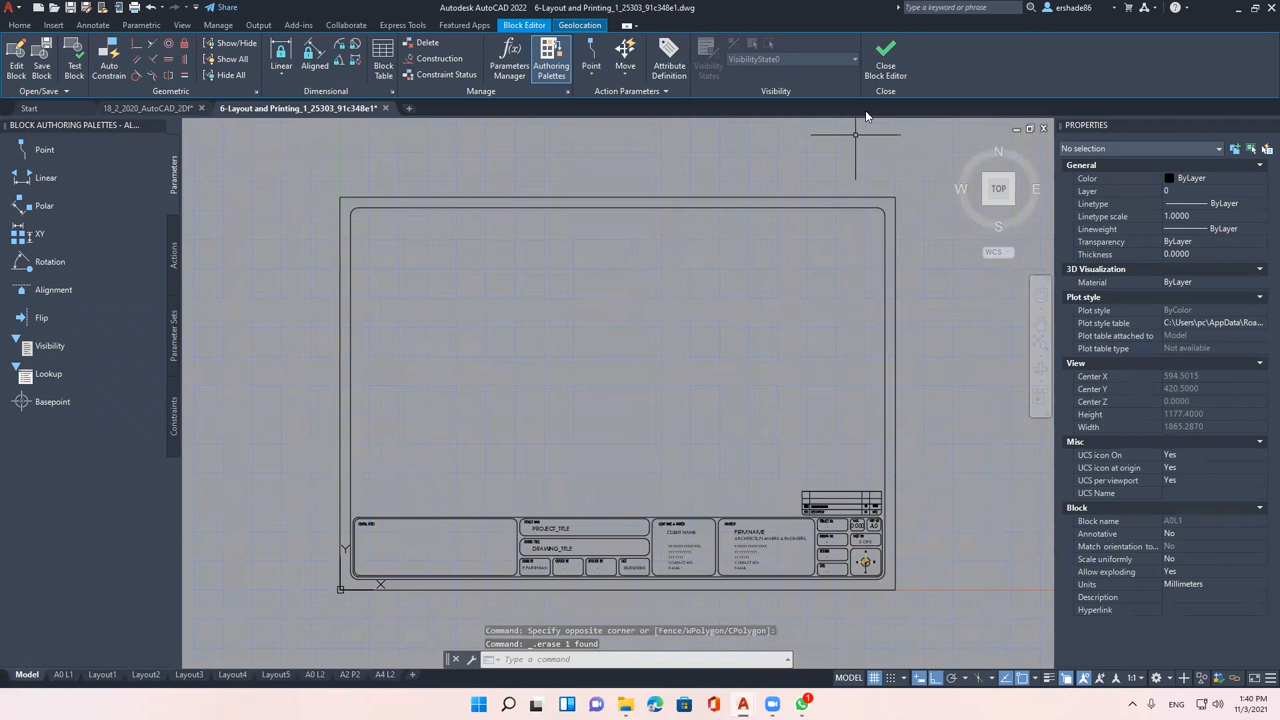 Share
Autodesk AutoCAD 2022
6-Layout and Printing_1_25303_91c348e1.dwg
Type a keyword or phrase
ershade86
Home
Insert
Annotate
Parametric
View
Manage
Output
Add-ins
Collaborate
Express Tools
Featured Apps
Block Editor
Geolocation
Edit
Block
Save
Block
Test
Block
Auto
Constrain
Show/Hide
Show All
Hide All
Linear
Aligned
Block
Table
Delete
Construction
Constraint Status
Parameters
Manager
Authoring
Palettes
Point
Move
Attribute
Definition
Visibility
States
VisibilityState0
Close
Block Editor
Open/Save
Geometric
Dimensional
Manage
Action Parameters
Visibility
Close
Start
18_2_2020_AutoCAD_2Df*
6-Layout and Printing_1_25303_91c348e1*
BLOCK AUTHORING PALETTES - AL...
Point
Linear
Polar
XY
Rotation
Alignment
Flip
Visibility
Lookup
Basepoint
Parameters
Actions
Parameter Sets
Constraints
N
W
TOP
E
S
WCS
PROJECT_TITLE
DRAWING_TITLE
CLIENT NAME
FIRM NAME
A0
Y
X
PROPERTIES
No selection
General
Color ByLayer
Layer 0
Linetype ByLayer
Linetype scale 1.0000
Lineweight ByLayer
Transparency ByLayer
Thickness 0.0000
3D Visualization
Material ByLayer
Plot style
Plot style ByColor
Plot style table C:\Users\pc\AppData\Roa...
Plot table attached to Model
Plot table type Not available
View
Center X 594.5015
Center Y 420.5000
Center Z 0.0000
Height 1177.4000
Width 1865.2870
Misc
UCS icon On Yes
UCS icon at origin Yes
UCS per viewport Yes
UCS Name
Block
Block name A0L1
Annotative No
Match orientation to... No
Scale uniformly No
Allow exploding Yes
Units Millimeters
Description
Hyperlink
Command: Specify opposite corner or [Fence/WPolygon/CPolygon]:
Command: _.erase 1 found
Type a command
Model
A0 L1
Layout1
Layout2
Layout3
Layout4
Layout5
A0 L2
A2 P2
A4 L2
MODEL
1:1
1
ENG
1:40 PM
11/3/2021